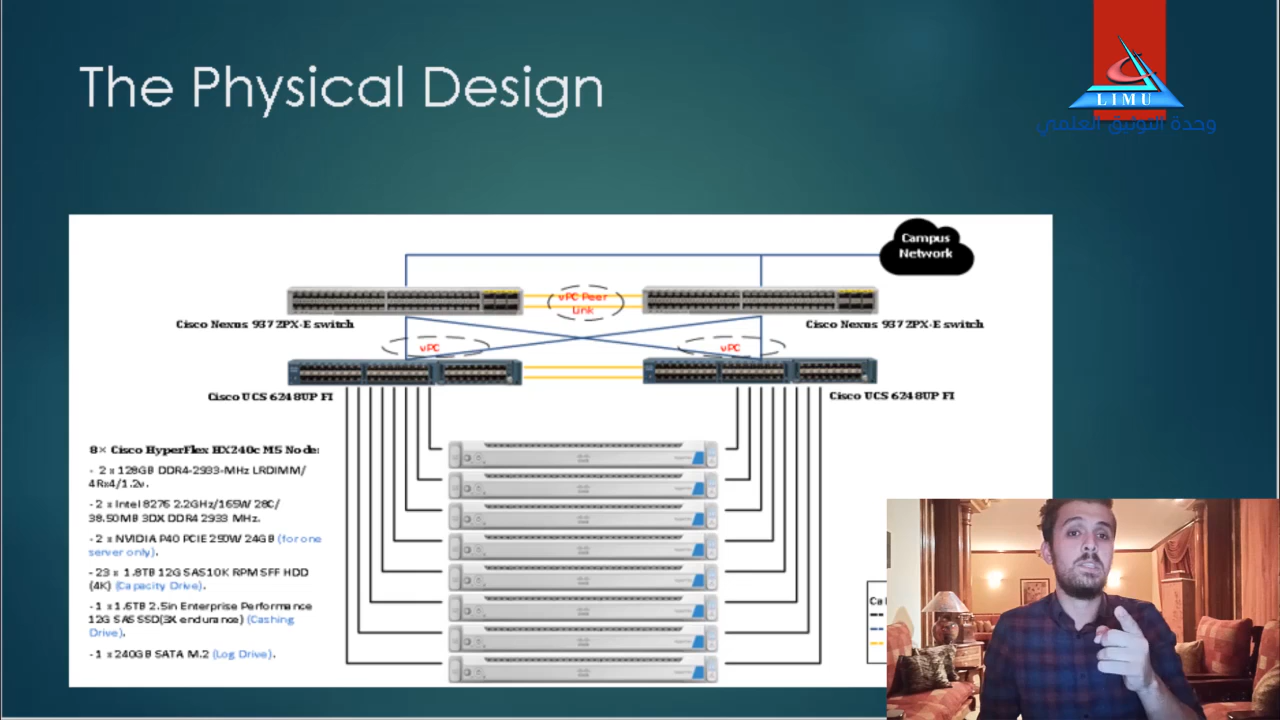 The Physical Design
LIMU
وحدة التوثيق العلمي
Campus
Network
vPC Peer
Link
Cisco Nexus 9372PX-E switch
Cisco Nexus 9372PX-E switch
vPC
vPC
Cisco UCS 6248UP FI
Cisco UCS 6248UP FI
8× Cisco HyperFlex HX240c M5 Node:
- 2 x 128GB DDR4-2933-MHz LRDIMM/
4Rx4/1.2v.
- 2 x Intel 8276 2.2GHz/165W 28C/
38.50MB 3DX DDR4 2933 MHz.
- 2 x NVIDIA P40 PCIE 250W 24GB (for one
server only).
- 23 x 1.8TB 12G SAS 10K RPM SFF HDD
(4K) (Capacity Drive).
- 1 x 1.6TB 2.5in Enterprise Performance
12G SAS SSD(3X endurance) (Cashing
Drive).
- 1 x 240GB SATA M.2 (Log Drive).